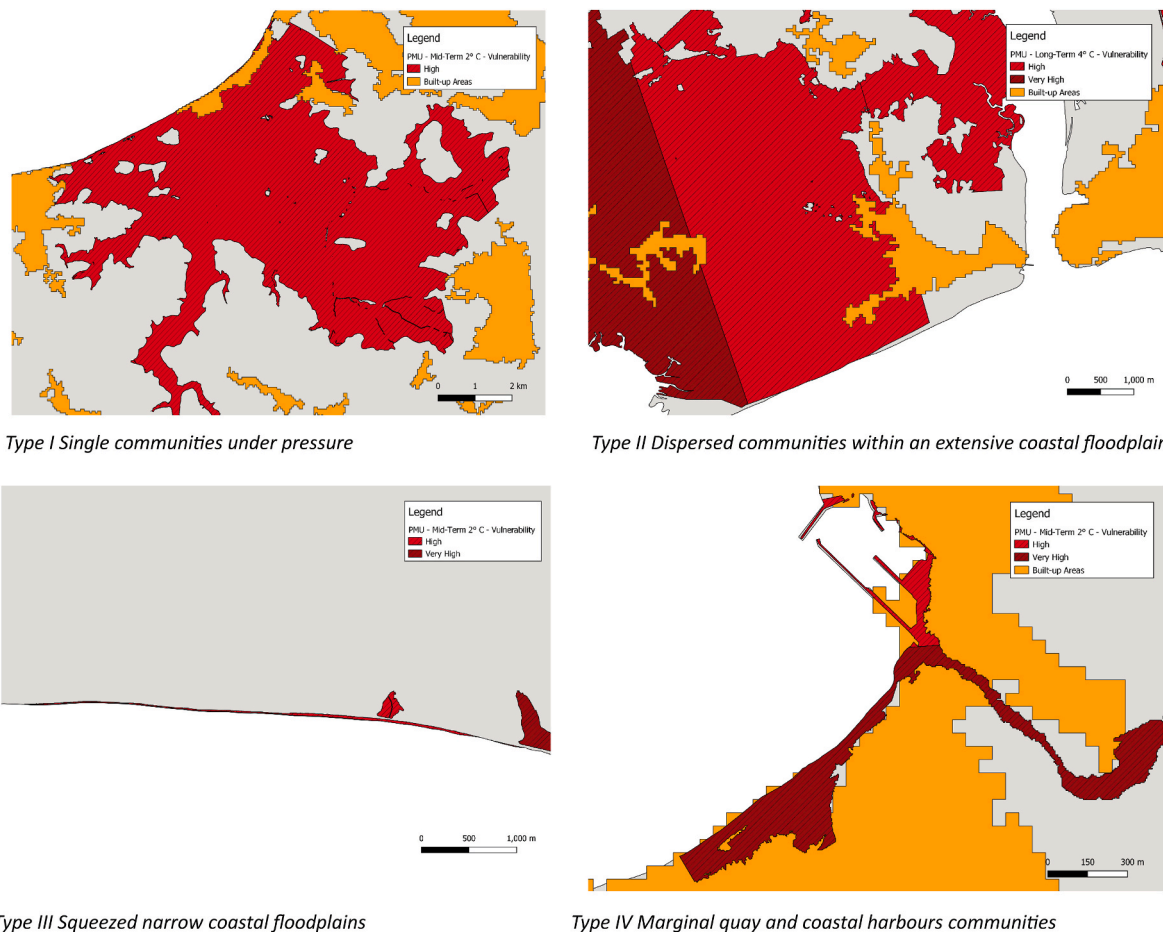 Legend
PMU - Mid-Term 2° C - Vulnerability
High
Built-up Areas
0 1 2 km
Type I Single communities under pressure
Legend
PMU - Long-Term 4° C - Vulnerability
High
Very High
Built-up Areas
0 500 1,000 m
Type II Dispersed communities within an extensive coastal floodplain
Legend
PMU - Mid-Term 2° C - Vulnerability
High
Very High
0 500 1,000 m
Type III Squeezed narrow coastal floodplains
Legend
PMU - Mid-Term 2° C - Vulnerability
High
Very High
Built-up Areas
0 150 300 m
Type IV Marginal quay and coastal harbours communities